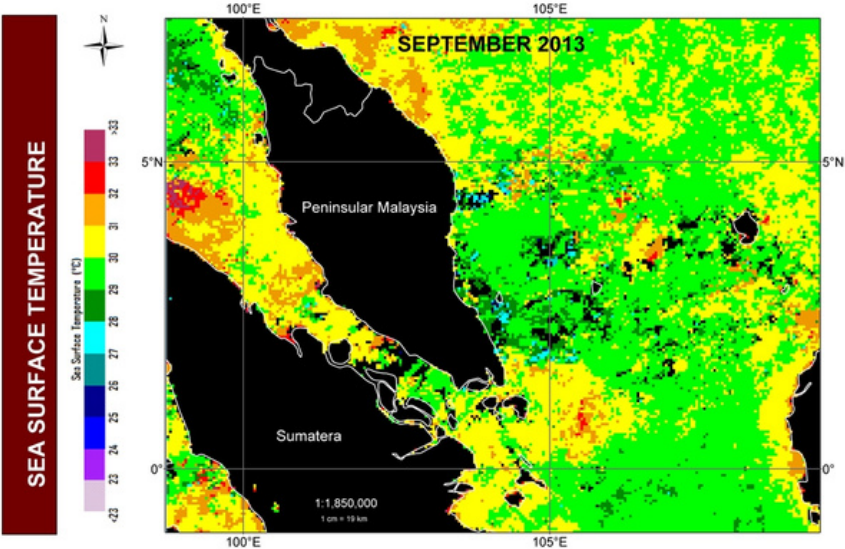 100°E
105°E
N
SEPTEMBER 2013
SEA SURFACE TEMPERATURE
Sea Surface Temperature (°C)
>33
33
32
31
30
29
28
27
26
25
24
23
<23
5°N
5°N
Peninsular Malaysia
Sumatera
0°
0°
1:1,850,000
1 cm = 19 km
100°E
105°E